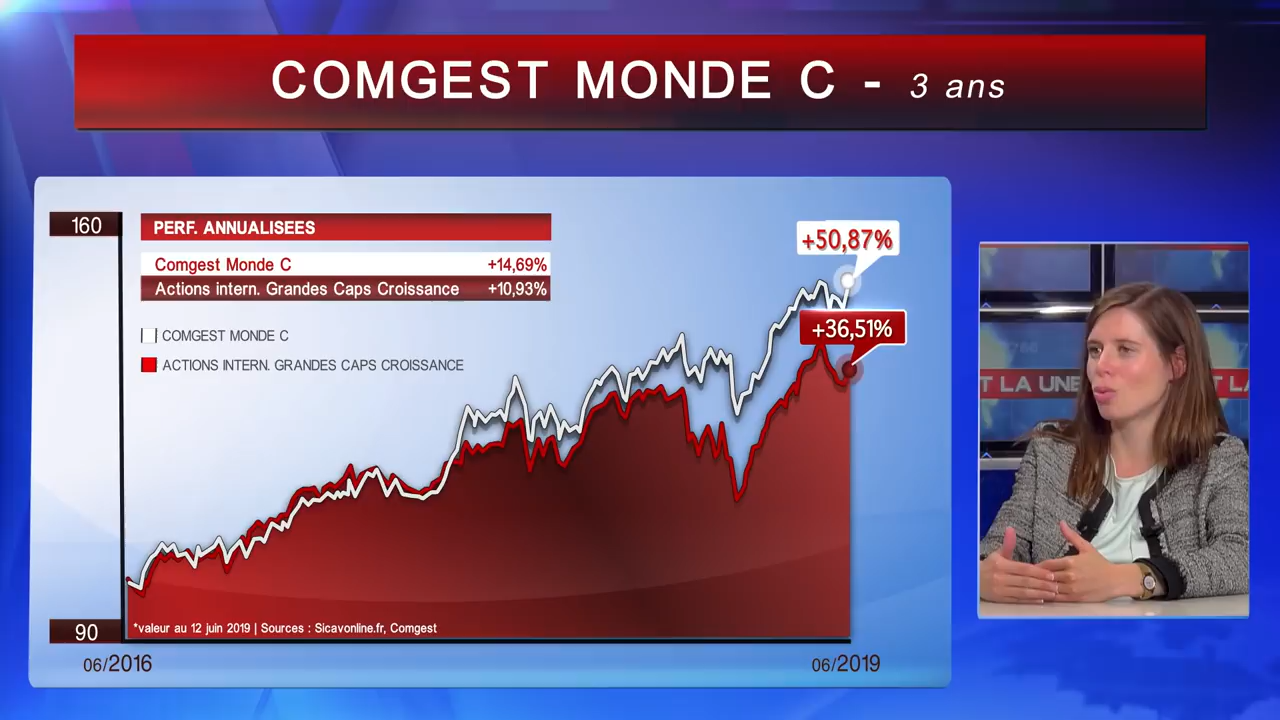 COMGEST MONDE C - 3 ans
160
PERF. ANNUALISEES
Comgest Monde C +14,69%
Actions intern. Grandes Caps Croissance +10,93%
COMGEST MONDE C
ACTIONS INTERN. GRANDES CAPS CROISSANCE
+50,87%
+36,51%
T LA UNE
T LA
90
*valeur au 12 juin 2019 | Sources : Sicavonline.fr, Comgest
06/2016
06/2019